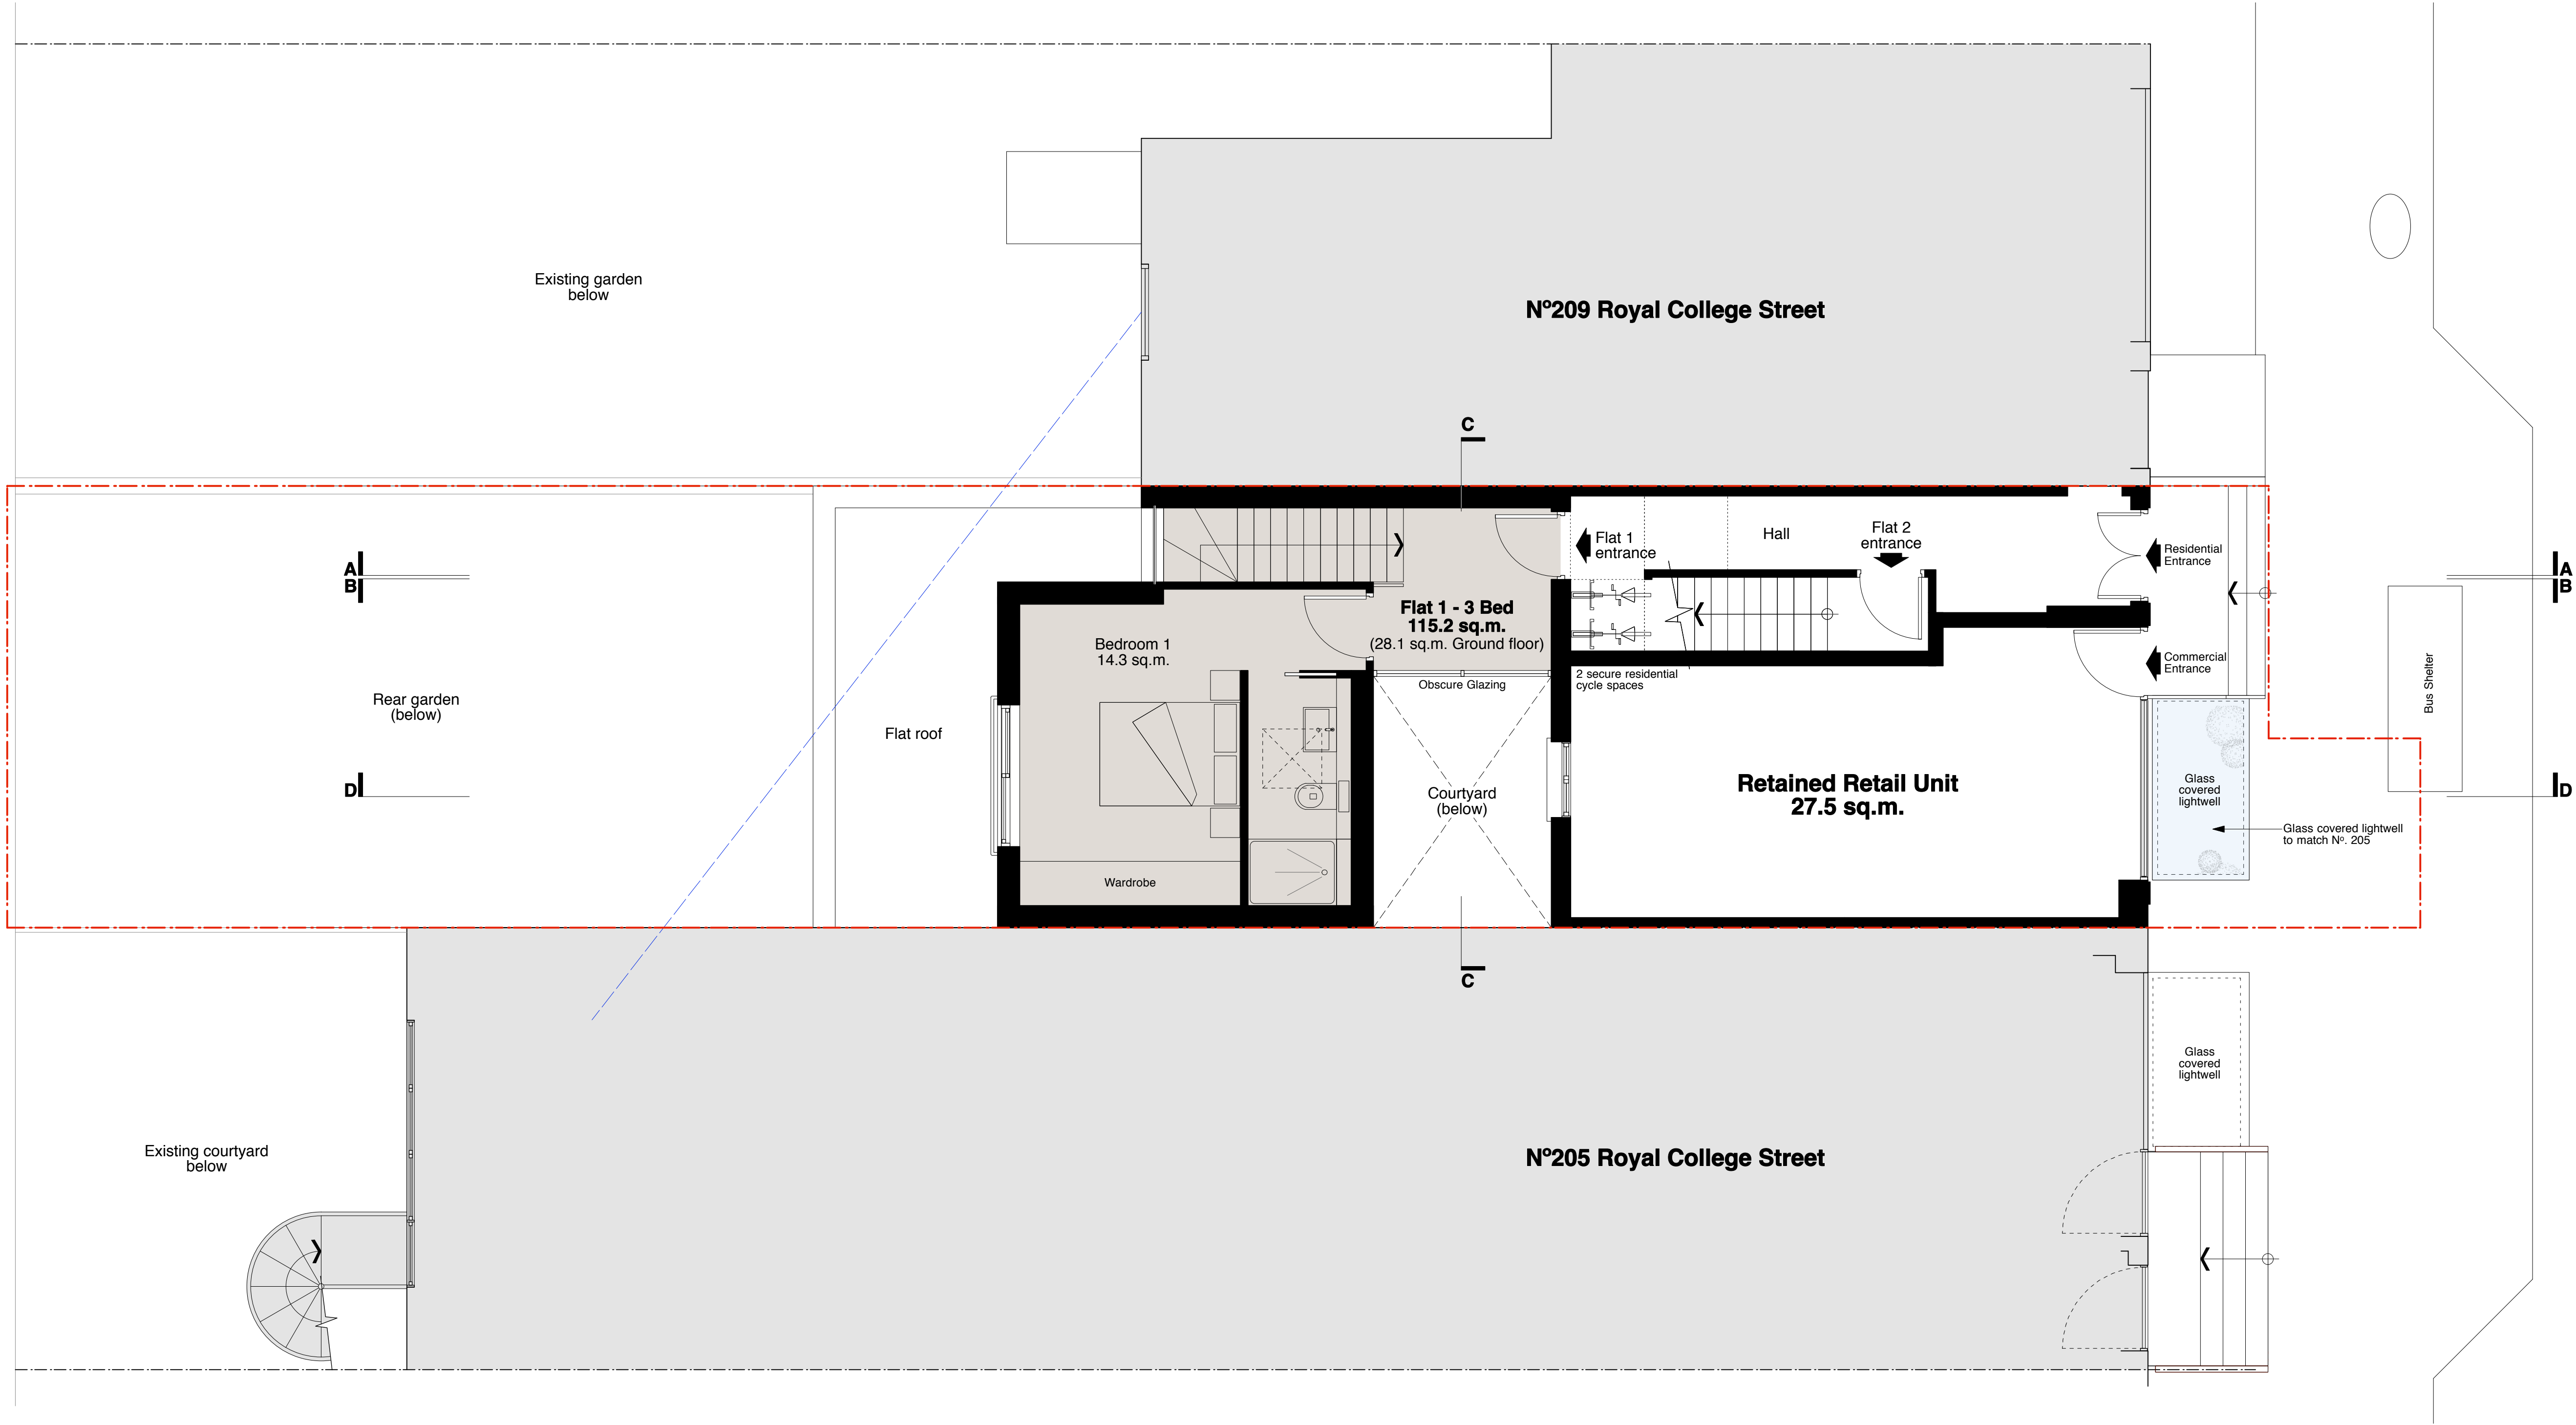 Existing garden
below
Nº209 Royal College Street
C
Flat 1
entrance
Hall
Flat 2
entrance
Residential
Entrance
A
B
A
B
Flat 1 - 3 Bed
115.2 sq.m.
(28.1 sq.m. Ground floor)
Bedroom 1
14.3 sq.m.
Commercial
Entrance
2 secure residential
cycle spaces
Obscure Glazing
Bus Shelter
Rear garden
(below)
Flat roof
D
D
Courtyard
(below)
Retained Retail Unit
27.5 sq.m.
Glass
covered
lightwell
Glass covered lightwell
to match Nº. 205
Wardrobe
C
Glass
covered
lightwell
Existing courtyard
below
Nº205 Royal College Street